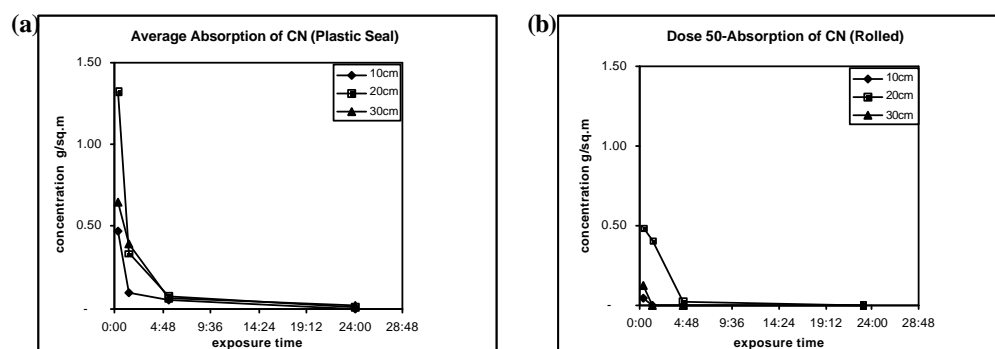 (a)
Average Absorption of CN (Plastic Seal)
10cm
20cm
30cm
concentration g/sq.m
1.50
1.00
0.50
-
0:00 4:48 9:36 14:24 19:12 24:00 28:48
exposure time
(b)
Dose 50-Absorption of CN (Rolled)
10cm
20cm
30cm
concentration g/sq.m
1.50
1.00
0.50
-
0:00 4:48 9:36 14:24 19:12 24:00 28:48
exposure time